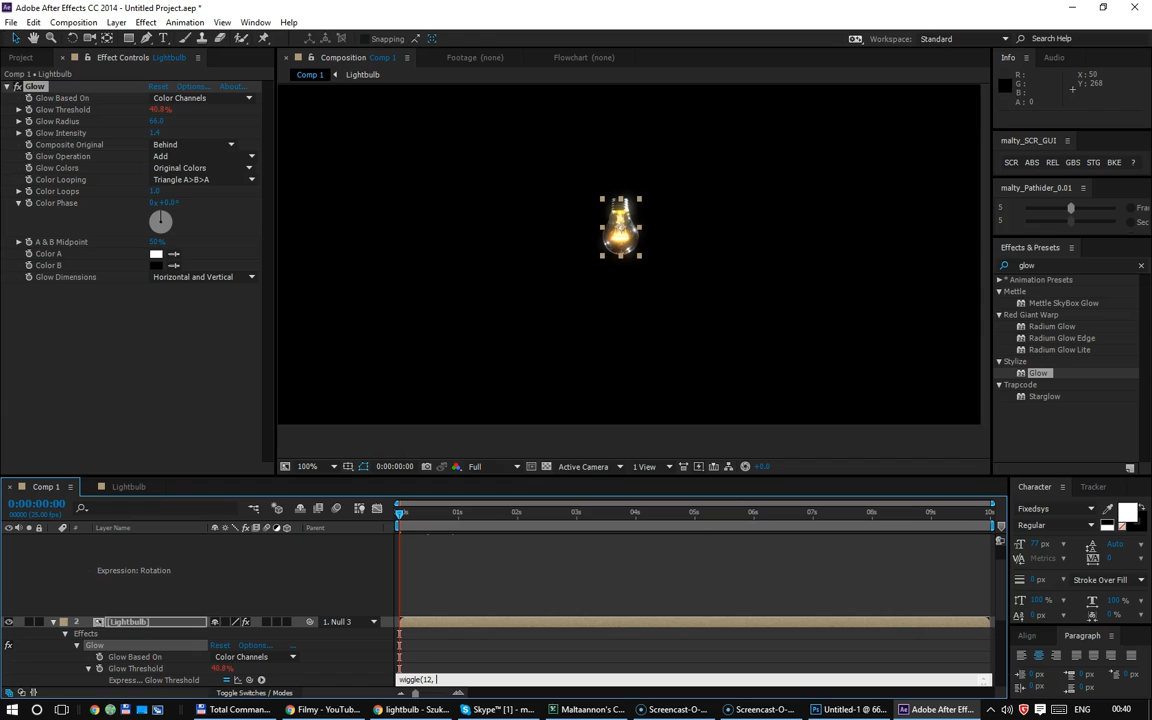 Adobe After Effects CC 2014 - Untitled Project.aep *
File Edit Composition Layer Effect Animation View Window Help
Snapping Workspace: Standard Search Help
Project Effect Controls Lightbulb
Composition Comp 1 Footage (none) Flowchart (none)
Info Audio
Comp 1 • Lightbulb
Comp 1 Lightbulb
fx Glow Reset Options... About...
Glow Based On Color Channels
Glow Threshold 40.8%
Glow Radius 66.0
Glow Intensity 1.4
Composite Original Behind
Glow Operation Add
Glow Colors Original Colors
Color Looping Triangle A>B>A
Color Loops 1.0
Color Phase 0x+0.0°
A & B Midpoint 50%
Color A
Color B
Glow Dimensions Horizontal and Vertical
R :
G :
B :
A : 0
X : 50
Y : 268
malty_SCR_GUI
SCR ABS REL GBS STG BKE ?
malty_Pathider_0.01
5 Fra
5 Sec
Effects & Presets
glow
* Animation Presets
Mettle
Mettle SkyBox Glow
Red Giant Warp
Radium Glow
Radium Glow Edge
Radium Glow Lite
Stylize
Glow
Trapcode
Starglow
100% 0:00:00:00 Full Active Camera 1 View +0.0
Comp 1 Lightbulb
0:00:00:00
00000 (25.00 fps)
# Layer Name Parent
01s 02s 03s 04s 05s 06s 07s 08s 09s 10s
Expression: Rotation
2 [Lightbulb] 1. Null 3
Effects
fx Glow Reset Options... ...
Glow Based On Color Channels
Glow Threshold 40.8%
Express... Glow Threshold wiggle(12,
Toggle Switches / Modes
Character Tracker
Fixedsys
Regular
77 px Auto
Metrics 0
0 px Stroke Over Fill
100 % 100 %
0 px 0 %
Align Paragraph
0 px 0 px
0 px 0 px 0 px
Total Comman... Filmy - YouTub... lightbulb - Szuk... Skype™ [1] - m... Maltaannon's C... Screencast-O-... Screencast-O-... Untitled-1 @ 66... Adobe After Eff... ENG 00:40